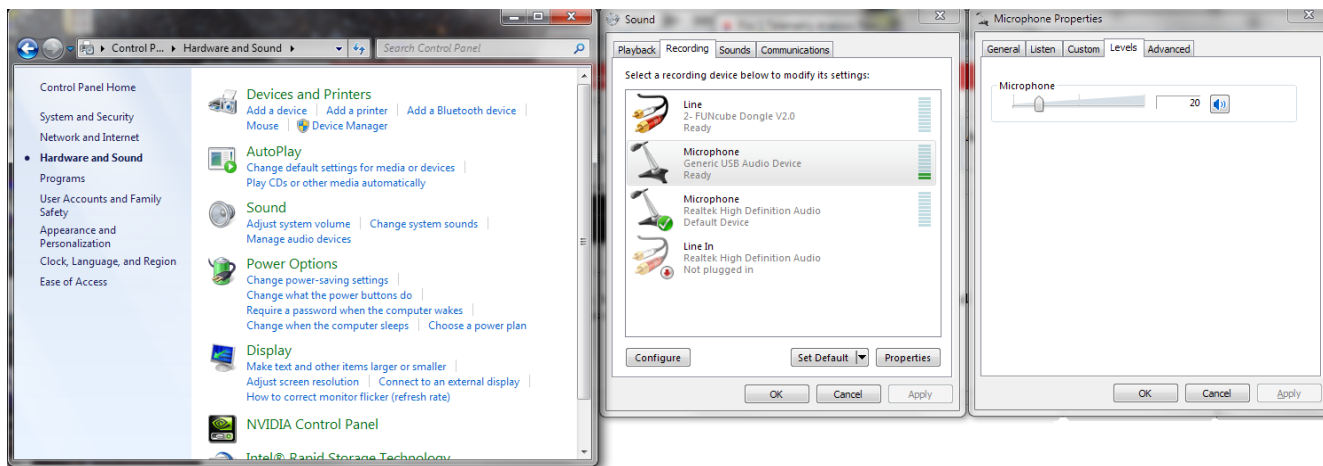 Control P... Hardware and Sound
Search Control Panel
Control Panel Home
System and Security
Network and Internet
Hardware and Sound
Programs
User Accounts and Family
Safety
Appearance and
Personalization
Clock, Language, and Region
Ease of Access
Devices and Printers
Add a device Add a printer Add a Bluetooth device
Mouse Device Manager
AutoPlay
Change default settings for media or devices
Play CDs or other media automatically
Sound
Adjust system volume Change system sounds
Manage audio devices
Power Options
Change power-saving settings
Change what the power buttons do
Require a password when the computer wakes
Change when the computer sleeps Choose a power plan
Display
Make text and other items larger or smaller
Adjust screen resolution Connect to an external display
How to correct monitor flicker (refresh rate)
NVIDIA Control Panel
Intel® Rapid Storage Technology
Sound
Playback Recording Sounds Communications
Select a recording device below to modify its settings:
Line
2- FUNcube Dongle V2.0
Ready
Microphone
Generic USB Audio Device
Ready
Microphone
Realtek High Definition Audio
Default Device
Line In
Realtek High Definition Audio
Not plugged in
Configure Set Default Properties
OK Cancel Apply
Microphone Properties
General Listen Custom Levels Advanced
Microphone
20
OK Cancel Apply